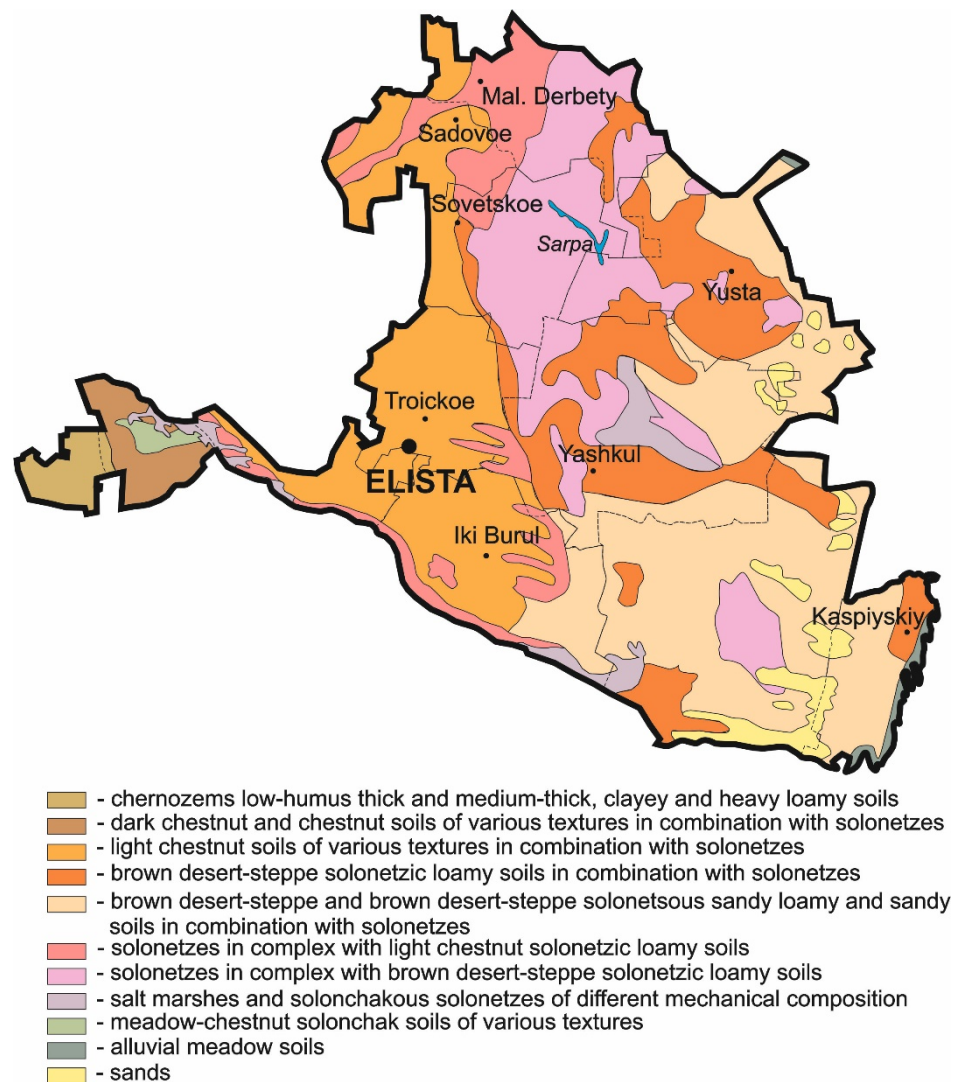 Mal. Derbety
Sadovoe
Sovetskoe
Sarpa
Yusta
Troickoe
ELISTA
Yashkul
Iki Burul
Kaspiyskiy
- chernozems low-humus thick and medium-thick, clayey and heavy loamy soils
- dark chestnut and chestnut soils of various textures in combination with solonetzes
- light chestnut soils of various textures in combination with solonetzes
- brown desert-steppe solonetzic loamy soils in combination with solonetzes
- brown desert-steppe and brown desert-steppe solonetsous sandy loamy and sandy
soils in combination with solonetzes
- solonetzes in complex with light chestnut solonetzic loamy soils
- solonetzes in complex with brown desert-steppe solonetzic loamy soils
- salt marshes and solonchakous solonetzes of different mechanical composition
- meadow-chestnut solonchak soils of various textures
- alluvial meadow soils
- sands